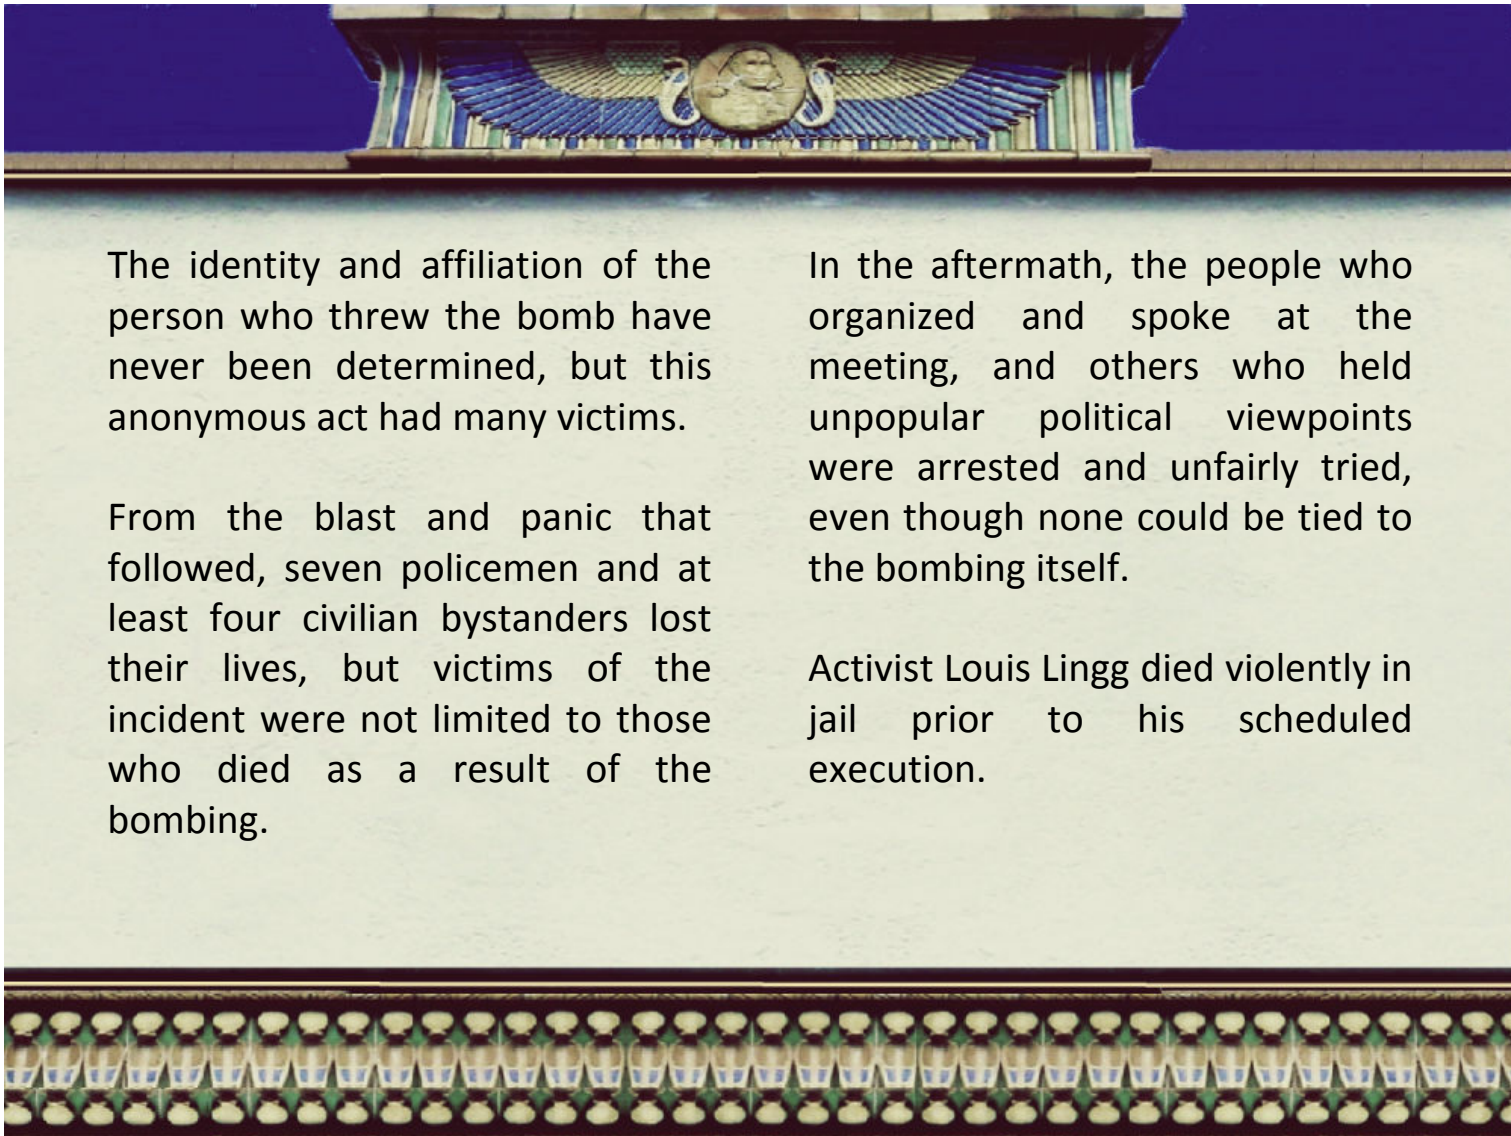 The identity and affiliation of the
person who threw the bomb have
never been determined, but this
anonymous act had many victims.
From the blast and panic that
followed, seven policemen and at
least four civilian bystanders lost
their lives, but victims of the
incident were not limited to those
who died as a result of the
bombing.
In the aftermath, the people who
organized and spoke at the
meeting, and others who held
unpopular political viewpoints
were arrested and unfairly tried,
even though none could be tied to
the bombing itself.
Activist Louis Lingg died violently in
jail prior to his scheduled
execution.